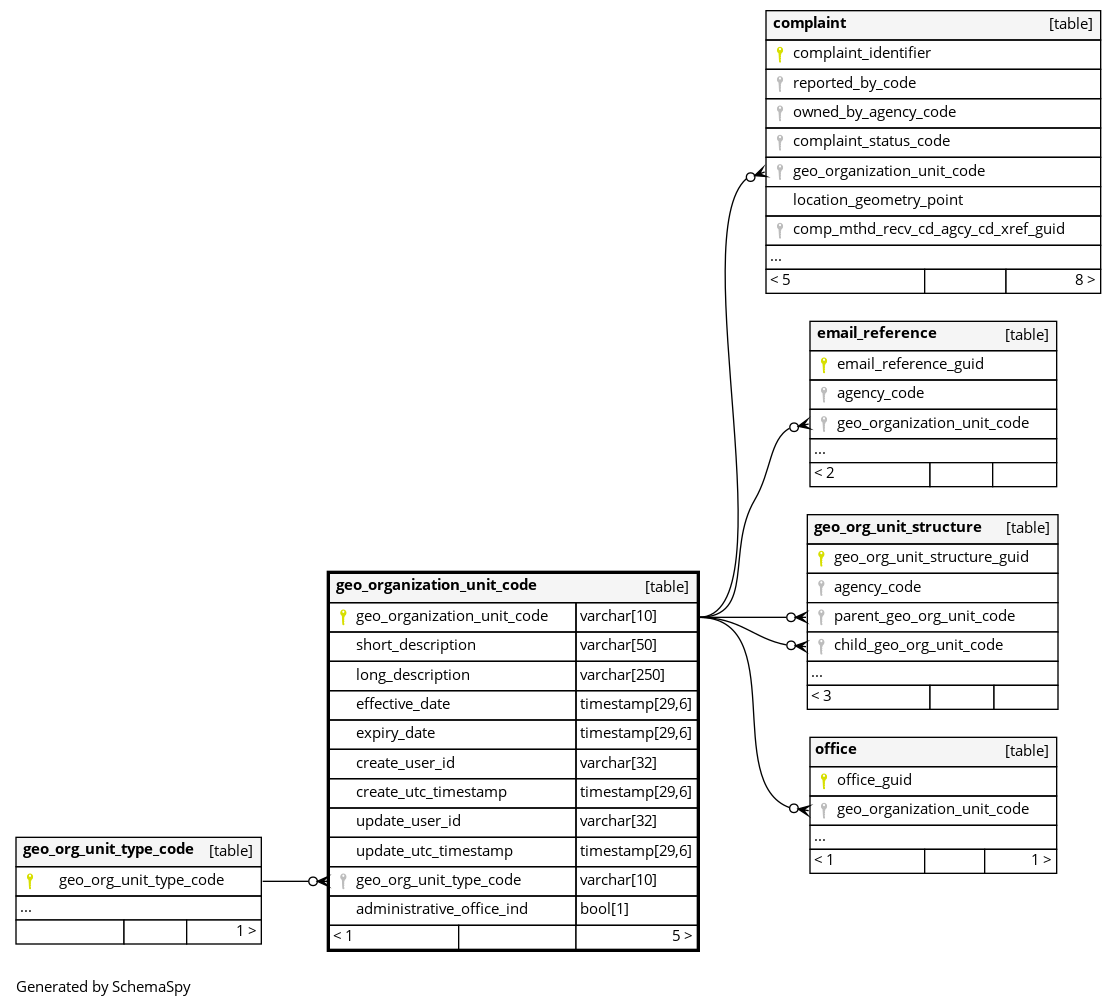 complaint [table]
complaint_identifier
reported_by_code
owned_by_agency_code
complaint_status_code
geo_organization_unit_code
location_geometry_point
comp_mthd_recv_cd_agcy_cd_xref_guid
...
< 5 8 >
email_reference [table]
email_reference_guid
agency_code
geo_organization_unit_code
...
< 2
geo_org_unit_structure [table]
geo_org_unit_structure_guid
agency_code
parent_geo_org_unit_code
child_geo_org_unit_code
...
< 3
office [table]
office_guid
geo_organization_unit_code
...
< 1 1 >
geo_organization_unit_code [table]
geo_organization_unit_code varchar[10]
short_description varchar[50]
long_description varchar[250]
effective_date timestamp[29,6]
expiry_date timestamp[29,6]
create_user_id varchar[32]
create_utc_timestamp timestamp[29,6]
update_user_id varchar[32]
update_utc_timestamp timestamp[29,6]
geo_org_unit_type_code varchar[10]
administrative_office_ind bool[1]
< 1 5 >
geo_org_unit_type_code [table]
geo_org_unit_type_code
...
1 >
Generated by SchemaSpy